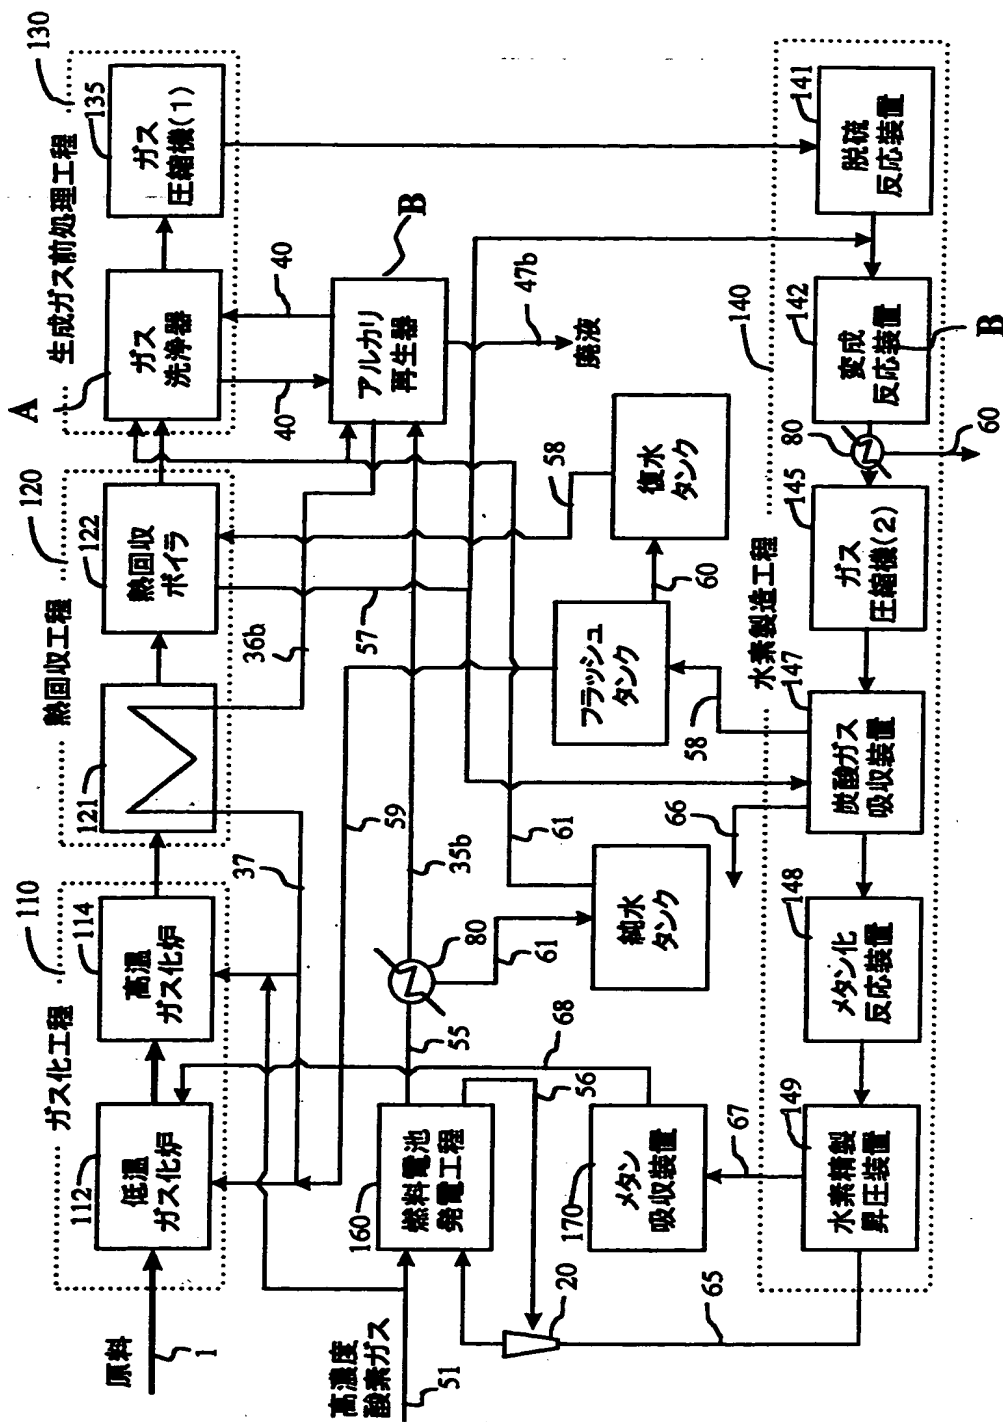 ガス化工程
110
熱回収工程
120
生成ガス前処理工程
130
A
原料
1
112
低温
ガス化炉
114
高温
ガス化炉
121
122
熱回収
ボイラ
ガス
洗浄器
135
ガス
圧縮機(1)
37
36b
57
40
40
アルカリ
再生器
B
47b
廃液
59
35b
高濃度
酸素ガス
51
160
燃料電池
発電工程
55
80
61
61
56
68
純水
タンク
フラッシュ
タンク
60
58
復水
タンク
58
66
20
170
メタン
吸収装置
67
65
水素製造工程
140
149
水素精製
昇圧装置
148
メタン化
反応装置
147
炭酸ガス
吸収装置
145
ガス
圧縮機(2)
80
60
142
変成
反応装置
B
141
脱硫
反応装置